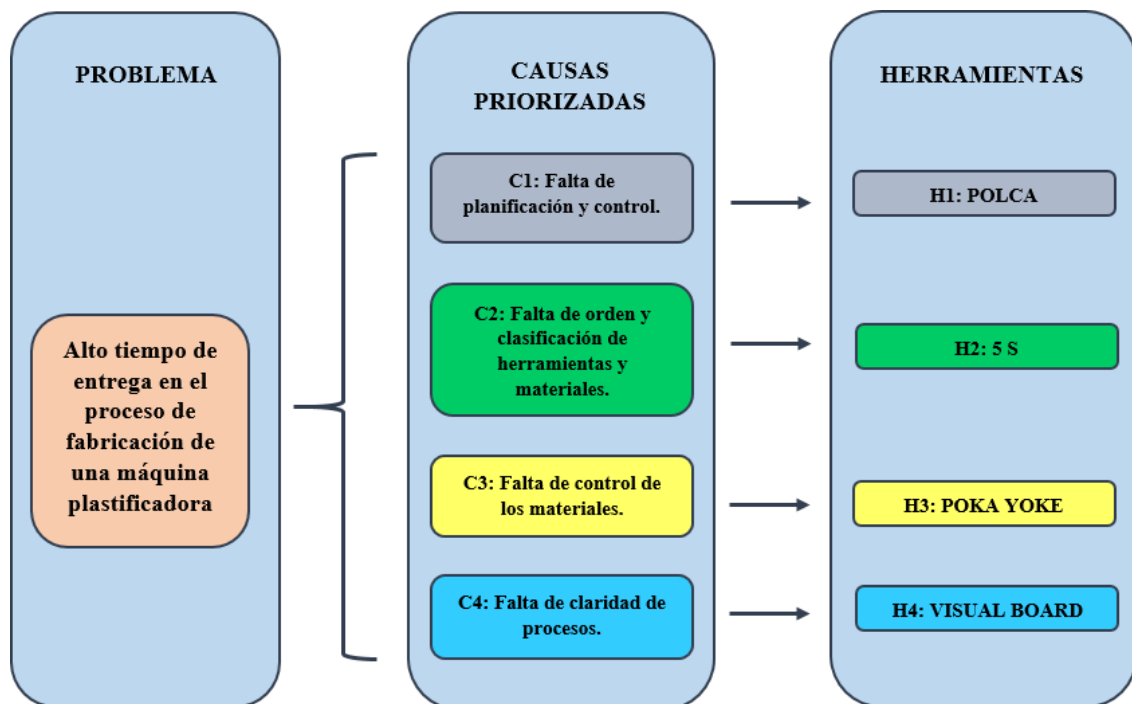 PROBLEMA
Alto tiempo de
entrega en el
proceso de
fabricación de
una máquina
plastificadora
CAUSAS
PRIORIZADAS
C1: Falta de
planificación y control.
C2: Falta de orden y
clasificación de
herramientas y
materiales.
C3: Falta de control de
los materiales.
C4: Falta de claridad de
procesos.
HERRAMIENTAS
H1: POLCA
H2: 5 S
H3: POKA YOKE
H4: VISUAL BOARD